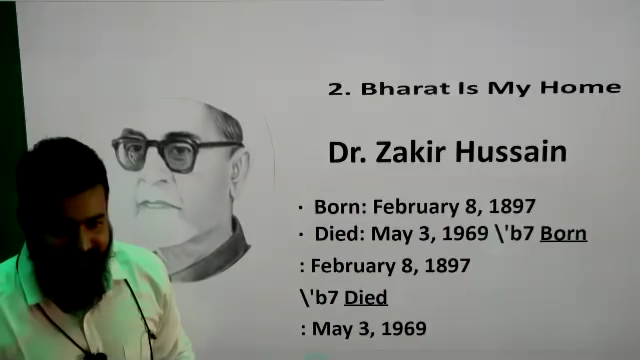 2. Bharat Is My Home
Dr. Zakir Hussain
· Born: February 8, 1897
· Died: May 3, 1969 \'b7 Born
: February 8, 1897
\'b7 Died
: May 3, 1969